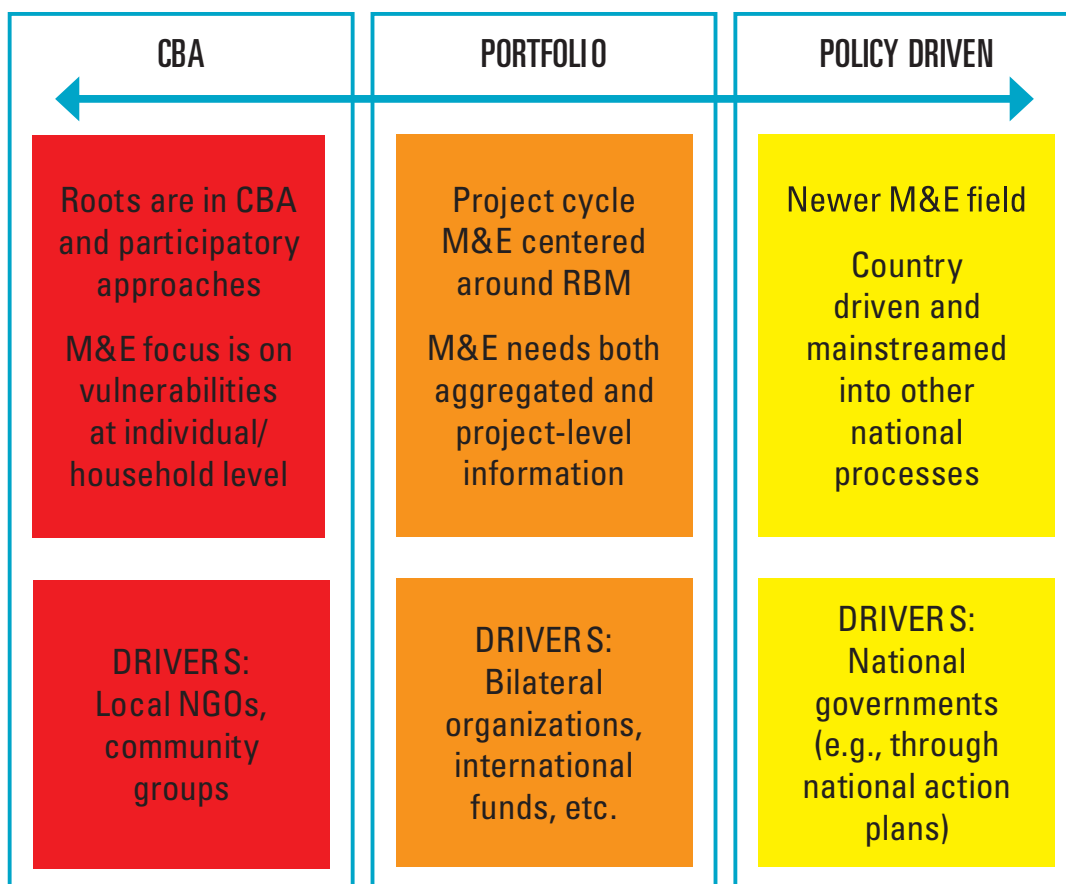 CBA
Roots are in CBA
and participatory
approaches
M&E focus is on
vulnerabilities
at individual/
household level
DRIVERS:
Local NGOs,
community
groups
PORTFOLIO
Project cycle
M&E centered
around RBM
M&E needs both
aggregated and
project-level
information
DRIVERS:
Bilateral
organizations,
international
funds, etc.
POLICY DRIVEN
Newer M&E field
Country
driven and
mainstreamed
into other
national
processes
DRIVERS:
National
governments
(e.g., through
national action
plans)